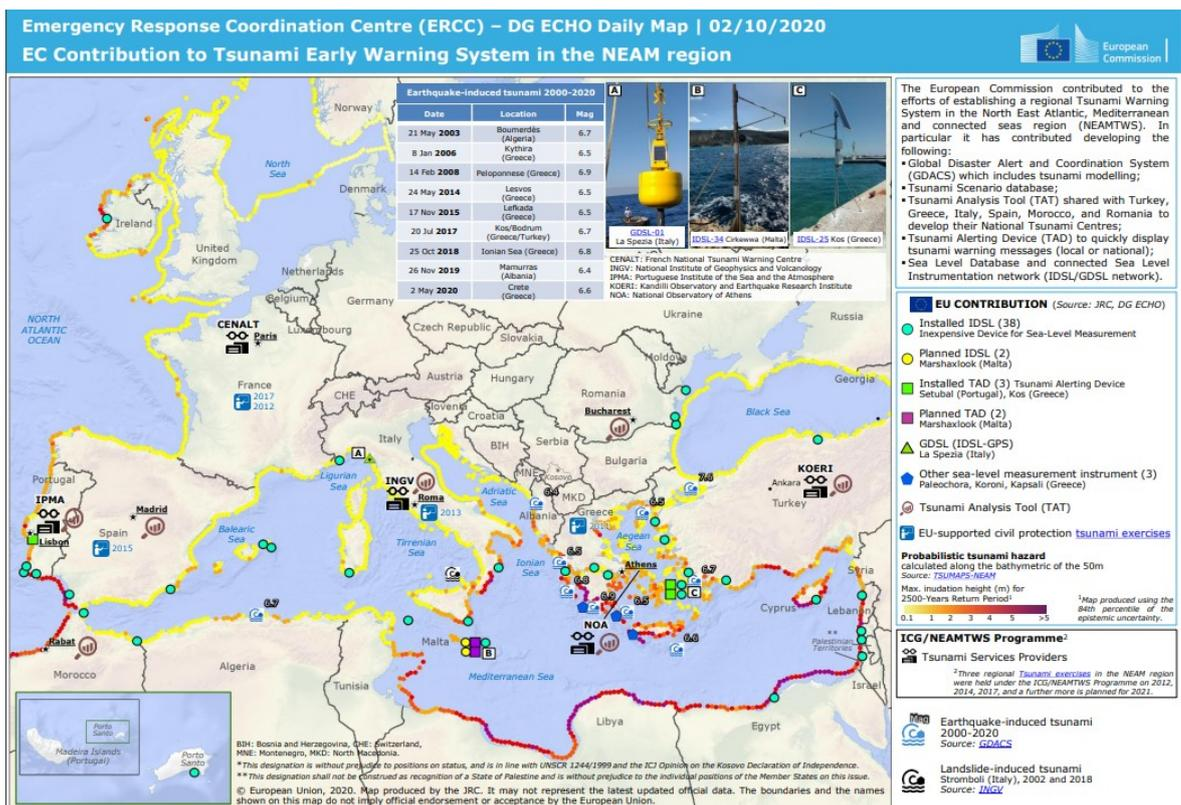 Emergency Response Coordination Centre (ERCC) – DG ECHO Daily Map | 02/10/2020
EC Contribution to Tsunami Early Warning System in the NEAM region
European
Commission
Earthquake-induced tsunami 2000-2020
Date Location Mag
21 May 2003 Boumerdès (Algeria) 6.7
8 Jan 2006 Kythira (Greece) 6.5
14 Feb 2008 Peloponnese (Greece) 6.9
24 May 2014 Lesvos (Greece) 6.5
17 Nov 2015 Lefkada (Greece) 6.5
20 Jul 2017 Kos/Bodrum (Greece/Turkey) 6.7
25 Oct 2018 Ionian Sea (Greece) 6.8
26 Nov 2019 Mamurras (Albania) 6.4
2 May 2020 Crete (Greece) 6.6
A
GDSL-01
La Spezia (Italy)
B
IDSL-34 Cirkewwa (Malta)
C
IDSL-25 Kos (Greece)
CENALT: French National Tsunami Warning Centre
INGV: National Institute of Geophysics and Volcanology
IPMA: Portuguese Institute of the Sea and the Atmosphere
KOERI: Kandilli Observatory and Earthquake Research Institute
NOA: National Observatory of Athens
Norway
North
Sea
Denmark
Ireland
United
Kingdom
Netherlands
Belgium
Germany
Luxembourg
NORTH
ATLANTIC
OCEAN
CENALT
Paris
France
2017
2012
Czech Republic
Slovakia
Ukraine
Russia
Moldova
Austria
Hungary
CHE
Slovenia
Croatia
Romania
Bucharest
Georgia
Black Sea
Italy
BIH
Serbia
Bulgaria
Kosovo
MNE
MKD
A
Ligurian
Sea
INGV
Roma
2013
Adriatic
Sea
6.4
Albania
7.6
KOERI
Ankara
Turkey
Portugal
IPMA
Lisbon
Madrid
Spain
2015
Balearic
Sea
Tirrenian
Sea
Greece
6.5
Aegean
Sea
Ionian
Sea
6.5
6.8
Athens
6.7
C
6.9
6.5
6.6
NOA
Syria
Cyprus
Lebanon
**
Palestinian
Territories
Israel
6.7
Rabat
Morocco
Algeria
Tunisia
Malta
B
Mediterranean Sea
Libya
Egypt
Porto
Santo
Madeira Islands
(Portugal)
Porto
Santo
BIH: Bosnia and Herzegovina, CHE: Switzerland,
MNE: Montenegro, MKD: North Macedonia.
*This designation is without prejudice to positions on status, and is in line with UNSCR 1244/1999 and the ICJ Opinion on the Kosovo Declaration of Independence.
**This designation shall not be construed as recognition of a State of Palestine and is without prejudice to the individual positions of the Member States on this issue.
© European Union, 2020. Map produced by the JRC. It may not represent the latest updated official data. The boundaries and the names
shown on this map do not imply official endorsement or acceptance by the European Union.
The European Commission contributed to the
efforts of establishing a regional Tsunami Warning
System in the North East Atlantic, Mediterranean
and connected seas region (NEAMTWS). In
particular it has contributed developing the
following:
▪Global Disaster Alert and Coordination System
(GDACS) which includes tsunami modelling;
▪Tsunami Scenario database;
▪Tsunami Analysis Tool (TAT) shared with Turkey,
Greece, Italy, Spain, Morocco, and Romania to
develop their National Tsunami Centres;
▪Tsunami Alerting Device (TAD) to quickly display
tsunami warning messages (local or national);
▪Sea Level Database and connected Sea Level
Instrumentation network (IDSL/GDSL network).
EU CONTRIBUTION (Source: JRC, DG ECHO)
Installed IDSL (38)
Inexpensive Device for Sea-Level Measurement
Planned IDSL (2)
Marshaxlook (Malta)
Installed TAD (3) Tsunami Alerting Device
Setubal (Portugal), Kos (Greece)
Planned TAD (2)
Marshaxlook (Malta)
GDSL (IDSL-GPS)
La Spezia (Italy)
Other sea-level measurement instrument (3)
Paleochora, Koroni, Kapsali (Greece)
Tsunami Analysis Tool (TAT)
EU-supported civil protection tsunami exercises
Probabilistic tsunami hazard
calculated along the bathymetric of the 50m
Source: TSUMAPS-NEAM
Max. inudation height (m) for
2500-Years Return Period¹
0.1 1 2 3 4 5 >5
¹Map produced using the
84th percentile of the
epistemic uncertainty.
ICG/NEAMTWS Programme²
Tsunami Services Providers
²Three regional Tsunami exercises in the NEAM region
were held under the ICG/NEAMTWS Programme on 2012,
2014, 2017, and a further more is planned for 2021.
Mag
Earthquake-induced tsunami
2000-2020
Source: GDACS
Landslide-induced tsunami
Stromboli (Italy), 2002 and 2018
Source: INGV